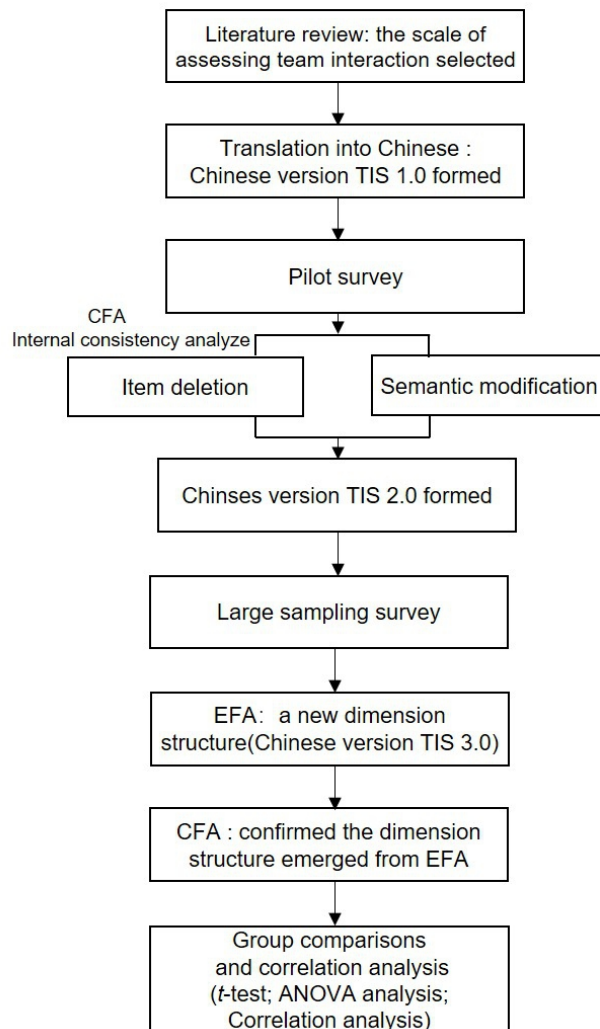 Literature review: the scale of
assessing team interaction selected
Translation into Chinese :
Chinese version TIS 1.0 formed
Pilot survey
CFA
Internal consistency analyze
Item deletion
Semantic modification
Chinses version TIS 2.0 formed
Large sampling survey
EFA： a new dimension
structure(Chinese version TIS 3.0)
CFA : confirmed the dimension
structure emerged from EFA
Group comparisons
and correlation analysis
(t-test; ANOVA analysis;
Correlation analysis)